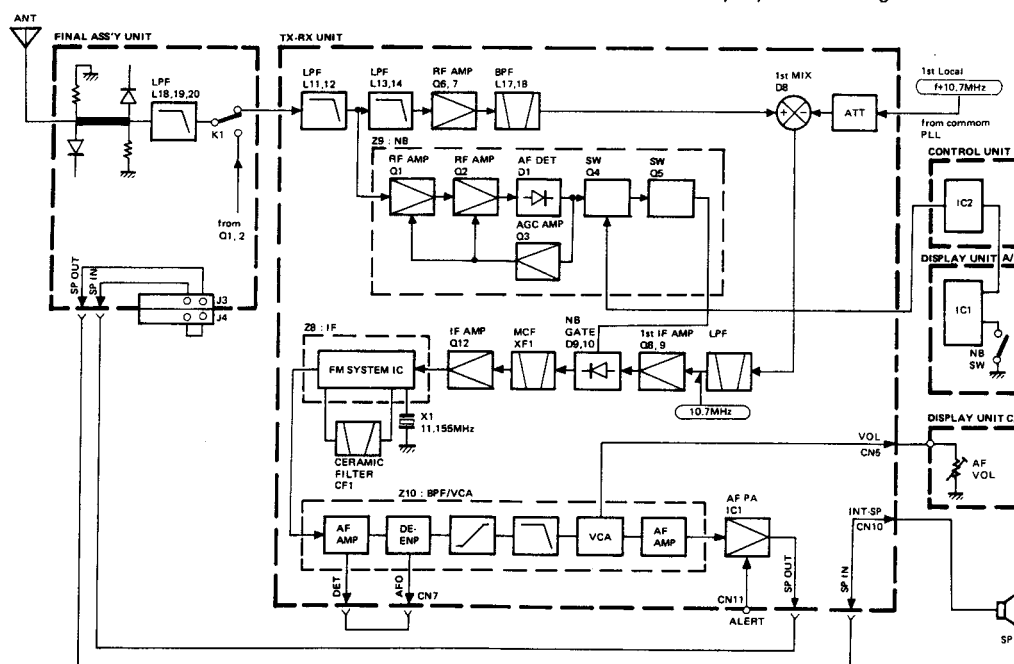 ANT
FINAL ASS'Y UNIT
LPF
L18,19,20
K1
from
Q1, 2
SP OUT
SP IN
J3
J4
TX-RX UNIT
LPF
L11,12
LPF
L13,14
RF AMP
Q6, 7
BPF
L17,18
1st MIX
D8
ATT
1st Local
f+10.7MHz
from commom
PLL
Z9 : NB
RF AMP
Q1
RF AMP
Q2
AF DET
D1
SW
Q4
SW
Q5
AGC AMP
Q3
CONTROL UNIT
IC2
DISPLAY UNIT A/
IC1
NB
SW
Z8 : IF
FM SYSTEM IC
IF AMP
Q12
MCF
XF1
NB
GATE
D9, 10
1st IF AMP
Q8, 9
LPF
10.7MHz
X1
11,155MHz
CERAMIC
FILTER
CF1
DISPLAY UNIT C
VOL
CN6
AF
VOL
Z10 : BPF/VCA
AF
AMP
DE-
ENP
VCA
AF
AMP
AF PA
IC1
INT-SP
CN10
DET
AFO
CN7
CN11
ALERT
SP OUT
SP IN
SP